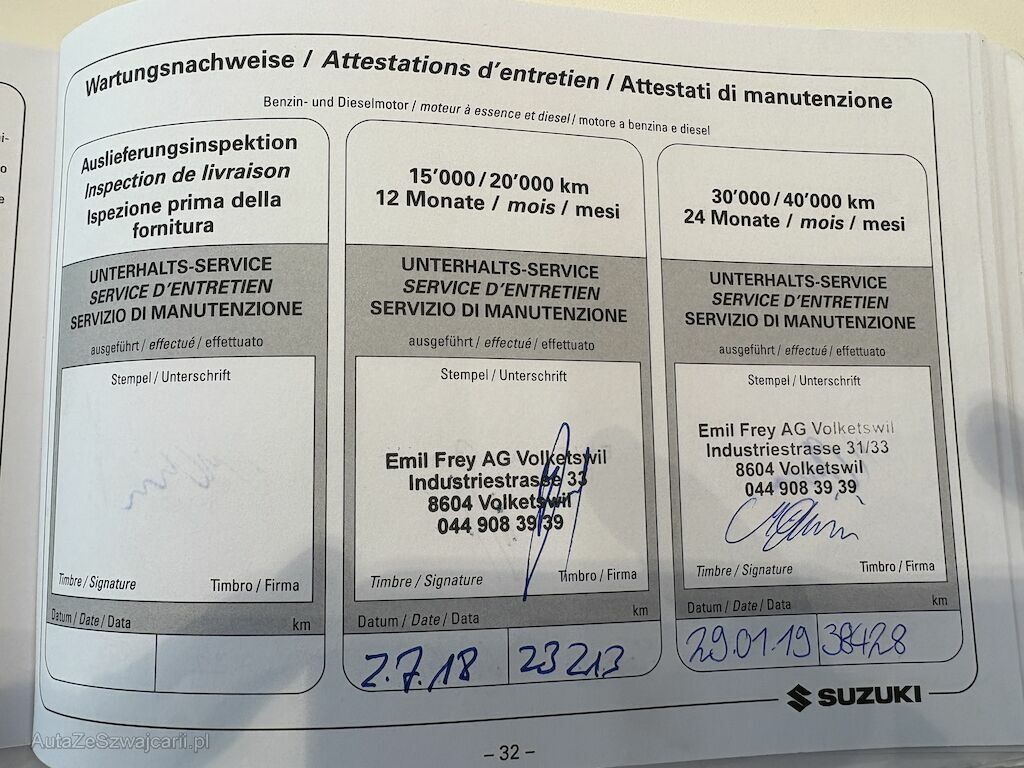 Wartungsnachweise / Attestations d'entretien / Attestati di manutenzione
Benzin- und Dieselmotor / moteur à essence et diesel / motore a benzina e diesel
Auslieferungsinspektion
Inspection de livraison
Ispezione prima della
fornitura
UNTERHALTS-SERVICE
SERVICE D'ENTRETIEN
SERVIZIO DI MANUTENZIONE
ausgeführt / effectué / effettuato
Stempel / Unterschrift
Timbre / Signature Timbro / Firma
Datum / Date / Data km
15'000 / 20'000 km
12 Monate / mois / mesi
UNTERHALTS-SERVICE
SERVICE D'ENTRETIEN
SERVIZIO DI MANUTENZIONE
ausgeführt / effectué / effettuato
Stempel / Unterschrift
Emil Frey AG Volketswil
Industriestrasse 33
8604 Volketswil
044 908 39 39
Timbre / Signature Timbro / Firma
Datum / Date / Data km
2.7.18 23213
30'000 / 40'000 km
24 Monate / mois / mesi
UNTERHALTS-SERVICE
SERVICE D'ENTRETIEN
SERVIZIO DI MANUTENZIONE
ausgeführt / effectué / effettuato
Stempel / Unterschrift
Emil Frey AG Volketswil
Industriestrasse 31/33
8604 Volketswil
044 908 39 39
Timbre / Signature Timbro / Firma
Datum / Date / Data km
29.01.19 38428
SUZUKI
- 32 -
AutaZeSzwajcarii.pl